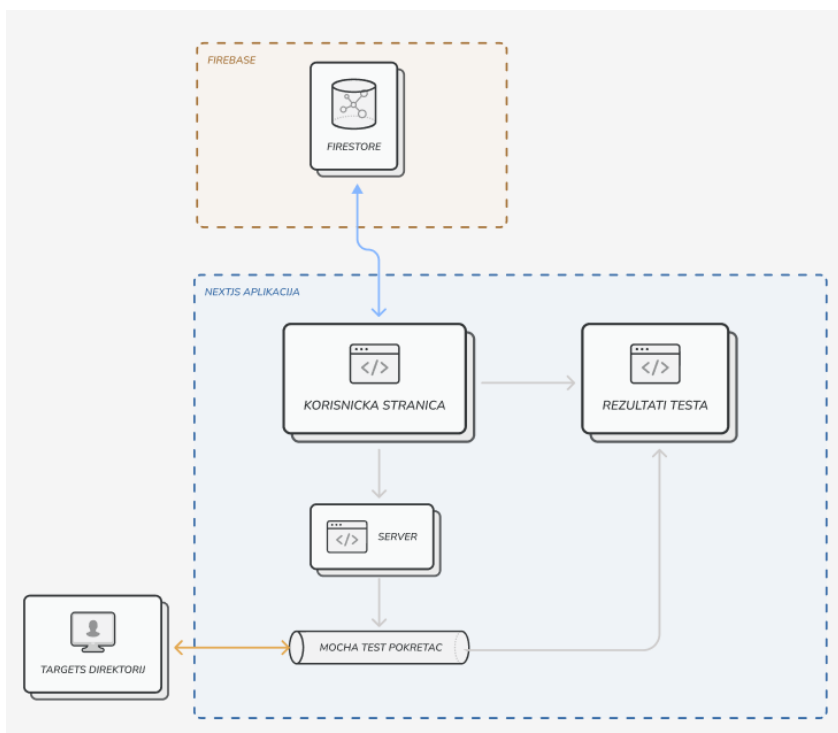 FIREBASE
FIRESTORE
NEXTJS APLIKACIJA
</>
KORISNICKA STRANICA
</>
REZULTATI TESTA
</>
SERVER
TARGETS DIREKTORIJ
MOCHA TEST POKRETAC